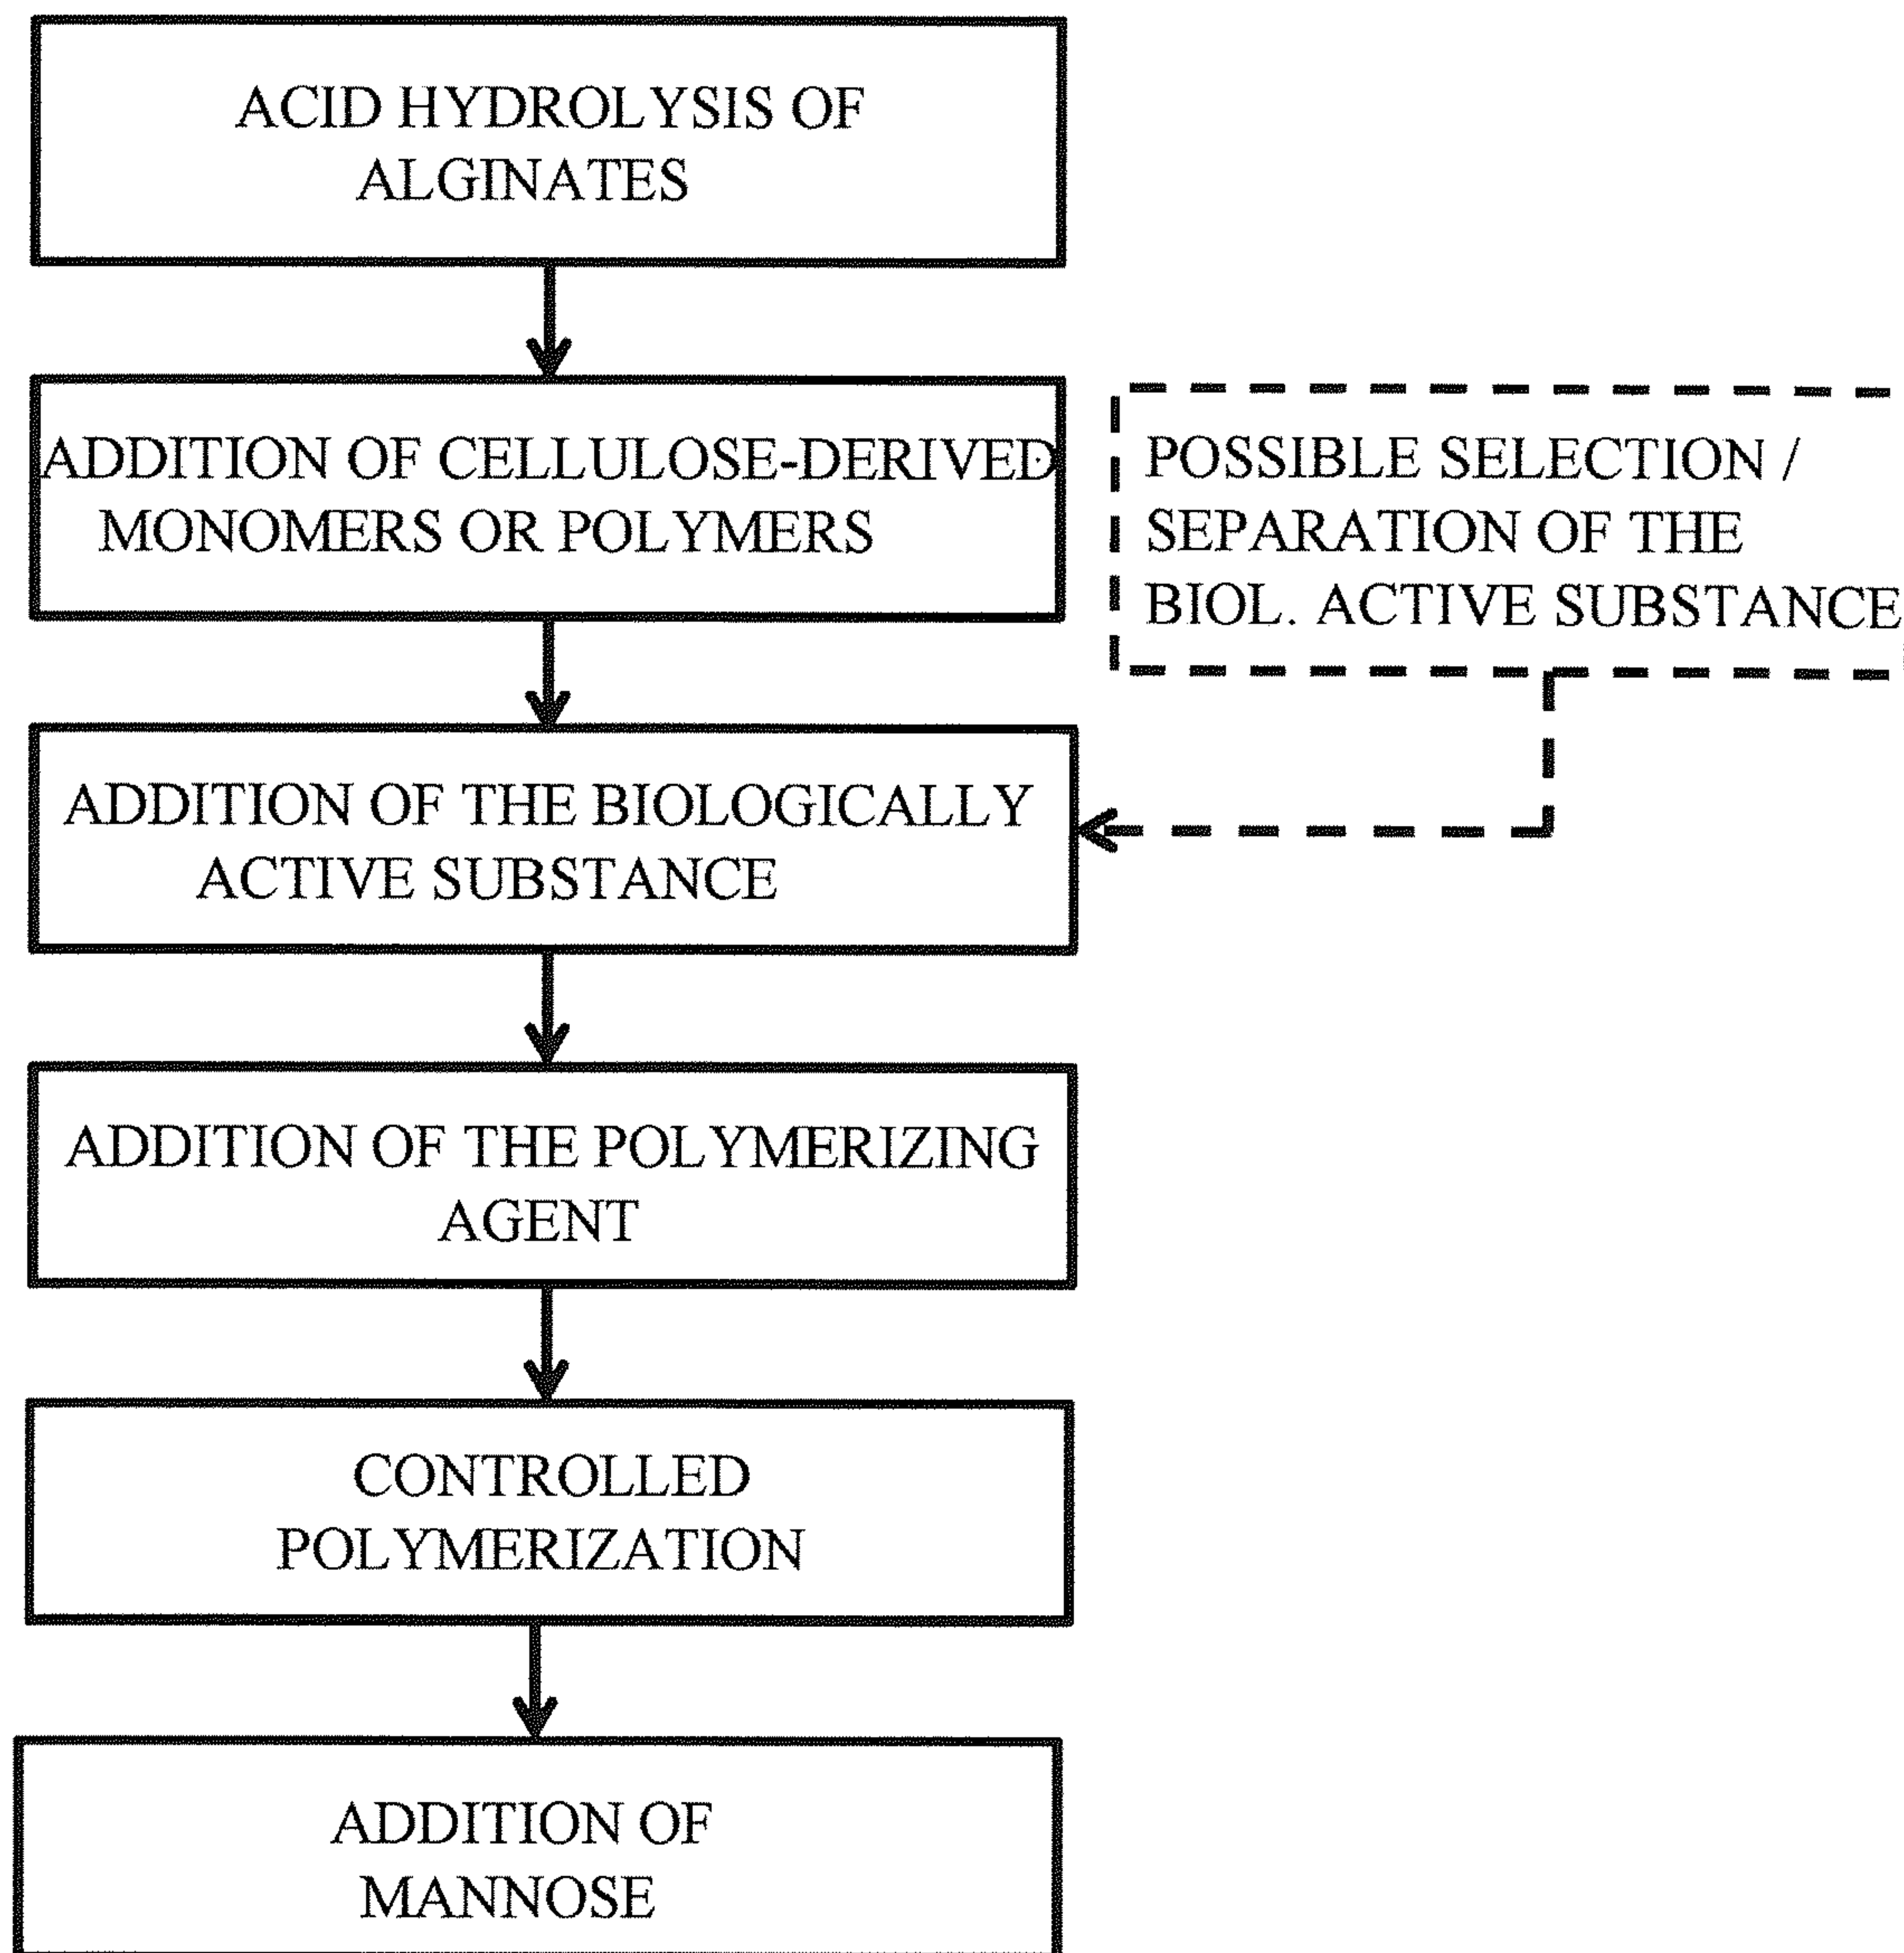 ACID HYDROLYSIS OF
ALGINATES
ADDITION OF CELLULOSE-DERIVED
MONOMERS OR POLYMERS
POSSIBLE SELECTION /
SEPARATION OF THE
BIOL. ACTIVE SUBSTANCE
ADDITION OF THE BIOLOGICALLY
ACTIVE SUBSTANCE
ADDITION OF THE POLYMERIZING
AGENT
CONTROLLED
POLYMERIZATION
ADDITION OF
MANNOSE